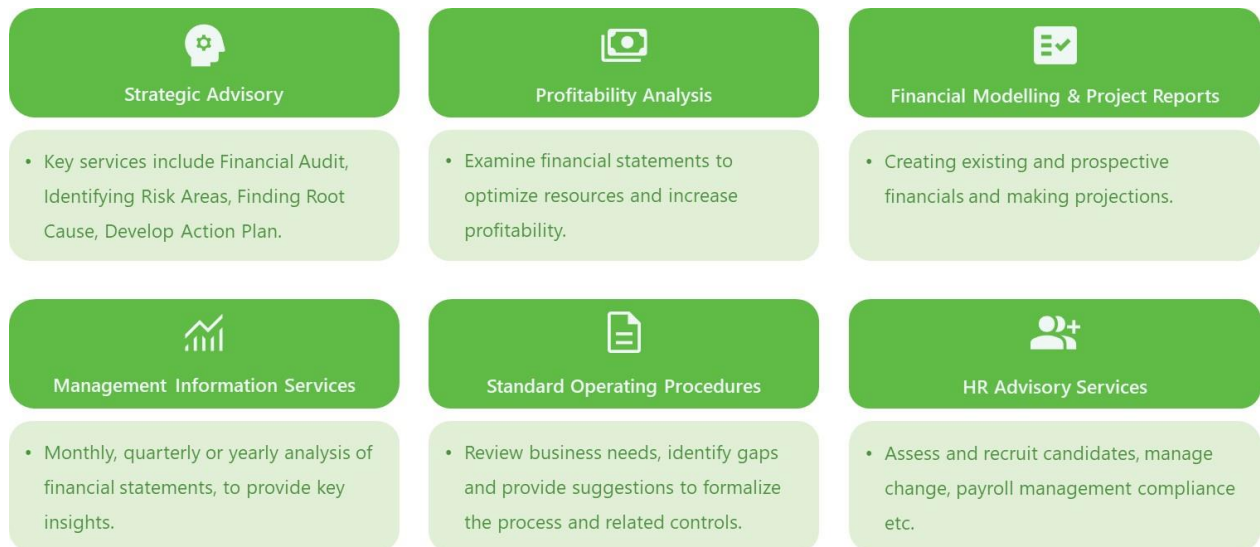 Strategic Advisory
• Key services include Financial Audit,
Identifying Risk Areas, Finding Root
Cause, Develop Action Plan.
Profitability Analysis
• Examine financial statements to
optimize resources and increase
profitability.
Financial Modelling & Project Reports
• Creating existing and prospective
financials and making projections.
Management Information Services
• Monthly, quarterly or yearly analysis of
financial statements, to provide key
insights.
Standard Operating Procedures
• Review business needs, identify gaps
and provide suggestions to formalize
the process and related controls.
HR Advisory Services
• Assess and recruit candidates, manage
change, payroll management compliance
etc.